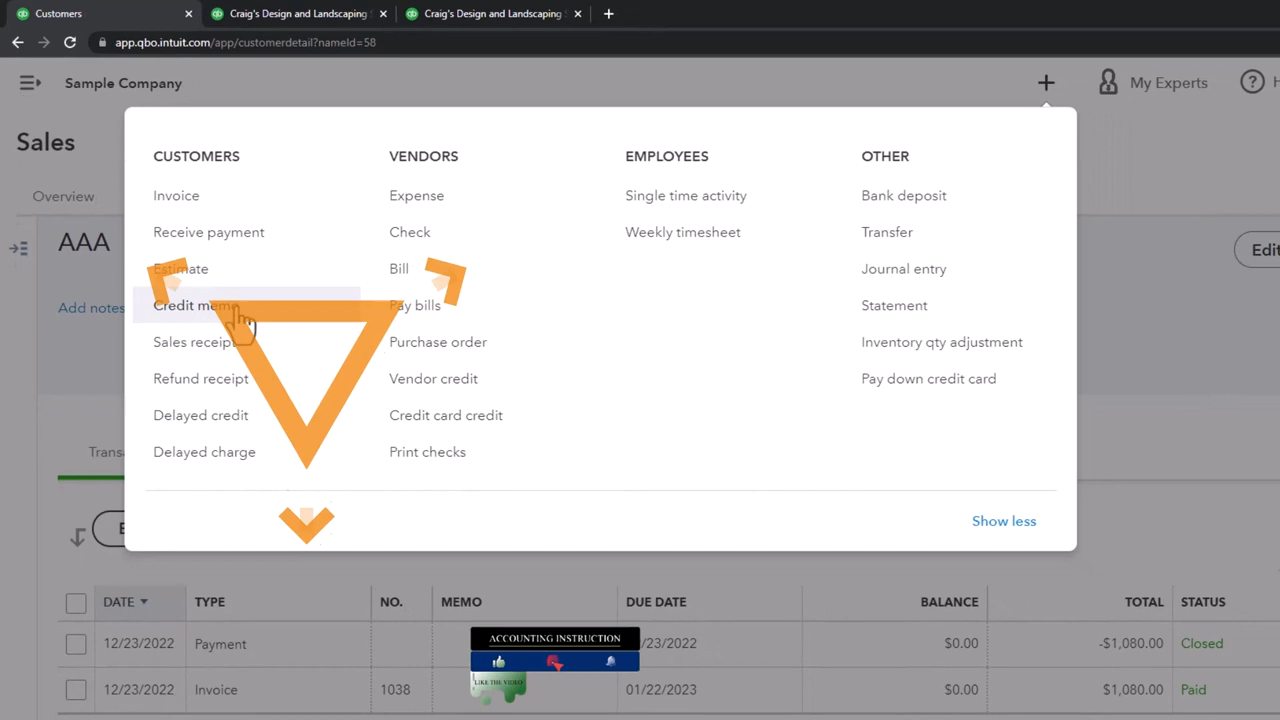 Customers
Craig's Design and Landscaping S
Craig's Design and Landscaping S
app.qbo.intuit.com/app/customerdetail?nameId=58
Sample Company
My Experts
Sales
CUSTOMERS VENDORS EMPLOYEES OTHER
Invoice Expense Single time activity Bank deposit
Overview
Receive payment Check Weekly timesheet Transfer
AAA
Edit
Estimate Bill Journal entry
Add notes Credit memo Pay bills Statement
Sales receipt Purchase order Inventory qty adjustment
Refund receipt Vendor credit Pay down credit card
Delayed credit Credit card credit
Transa Delayed charge Print checks
Show less
DATE TYPE NO. MEMO DUE DATE BALANCE TOTAL STATUS
12/23/2022 Payment /23/2022 $0.00 -$1,080.00 Closed
ACCOUNTING INSTRUCTION
LIKE THE VIDEO
12/23/2022 Invoice 1038 01/22/2023 $0.00 $1,080.00 Paid